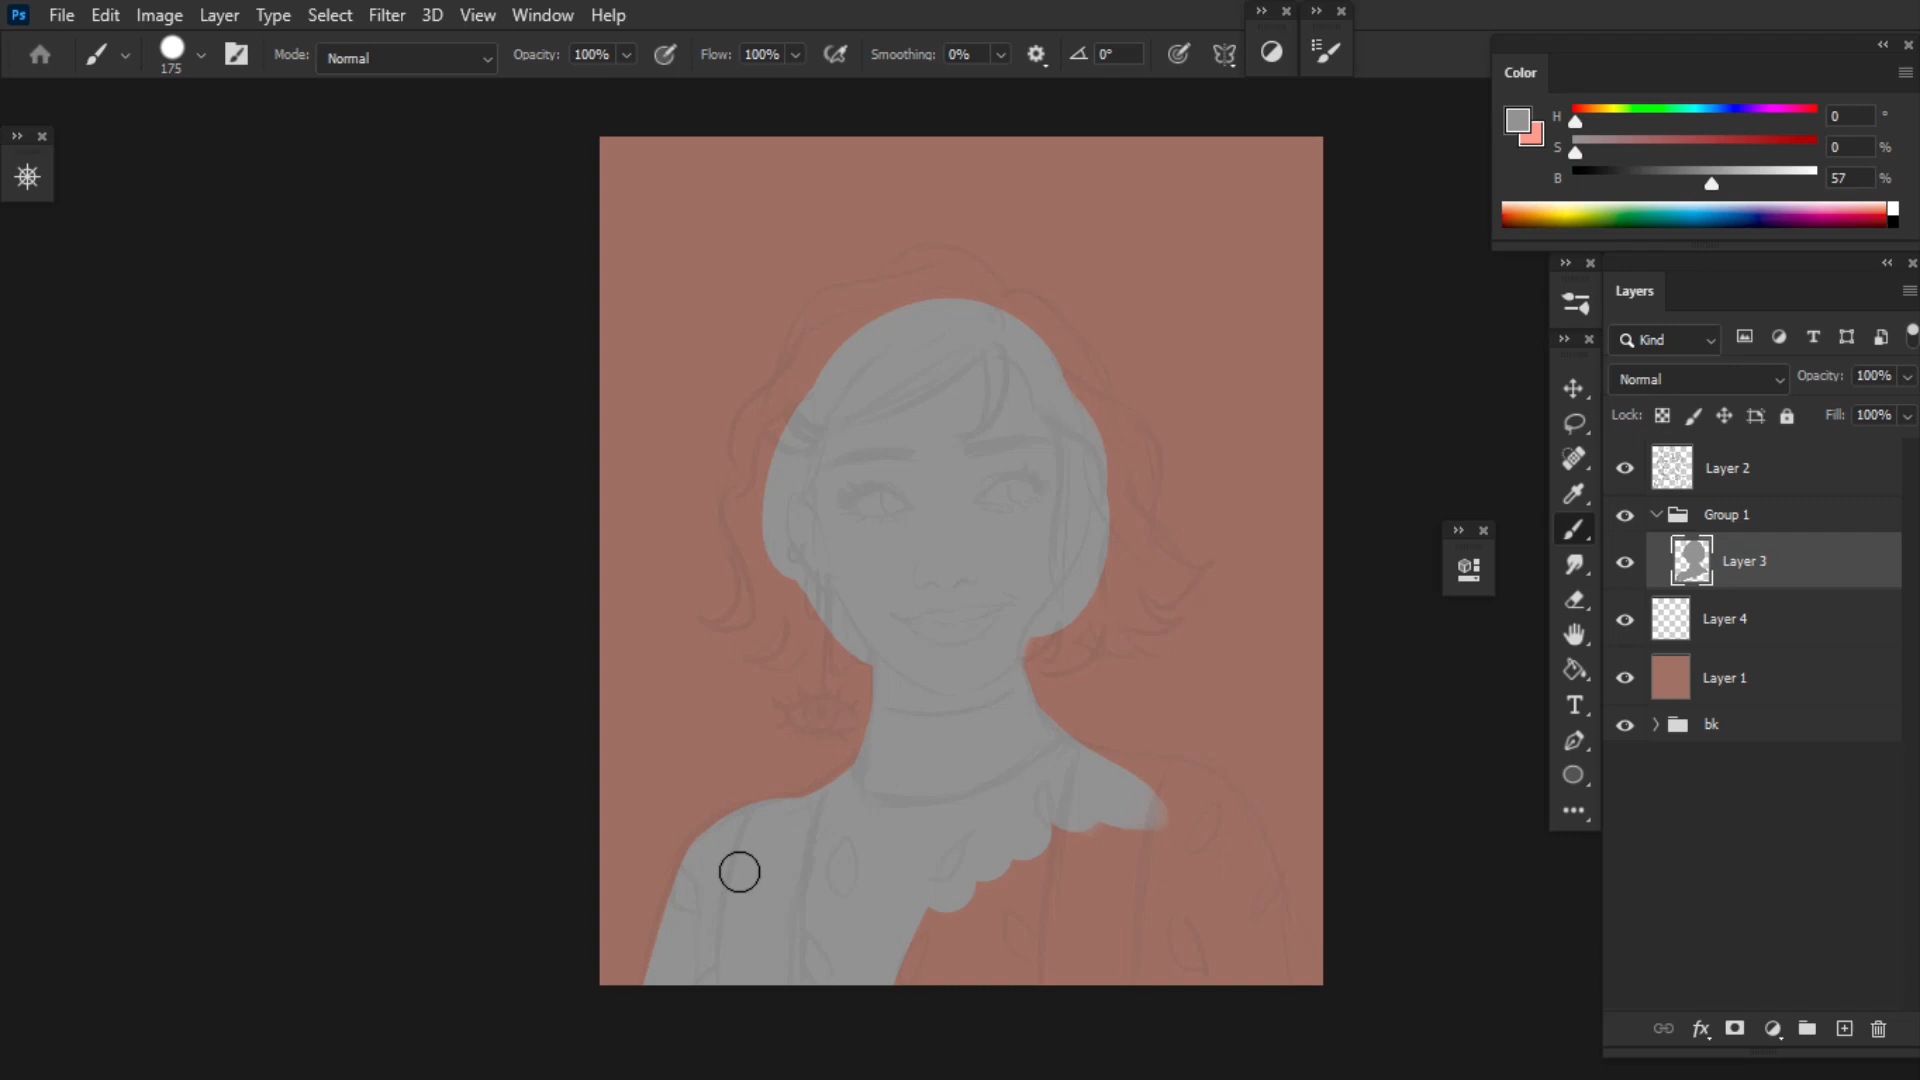 Ps File Edit Image Layer Type Select Filter 3D View Window Help
175 Mode: Normal Opacity: 100% Flow: 100% Smoothing: 0% 0°
Color
H 0 °
S 0 %
B 57 %
Layers
Kind
Normal Opacity: 100%
Lock: Fill: 100%
Layer 2
Group 1
Layer 3
Layer 4
Layer 1
bk
fx